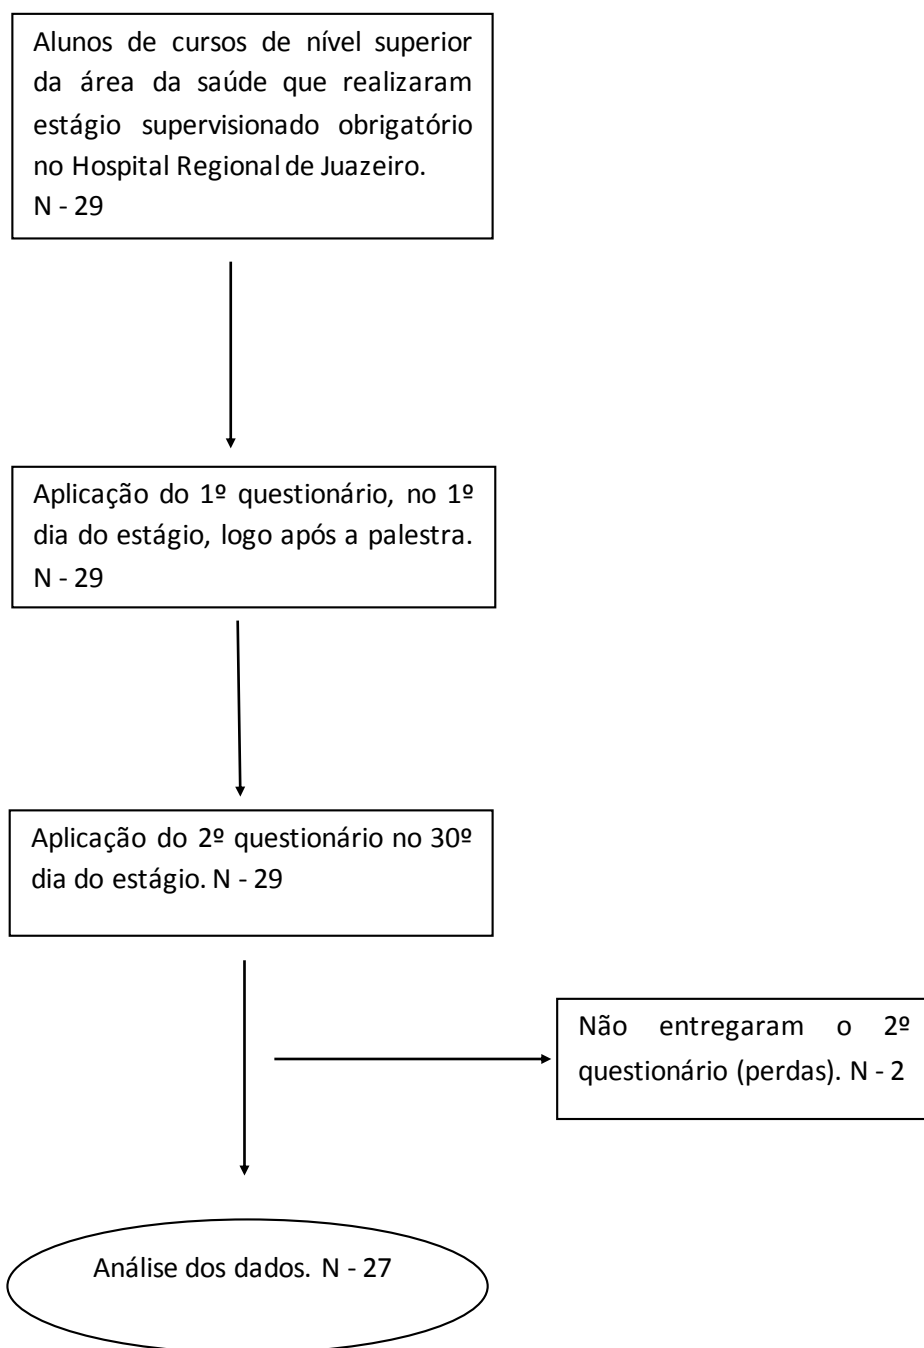 Alunos de cursos de nível superior
da área da saúde que realizaram
estágio supervisionado obrigatório
no Hospital Regional de Juazeiro.
N - 29
Aplicação do 1º questionário, no 1º
dia do estágio, logo após a palestra.
N - 29
Aplicação do 2º questionário no 30º
dia do estágio. N - 29
Não entregaram o 2º
questionário (perdas). N - 2
Análise dos dados. N - 27